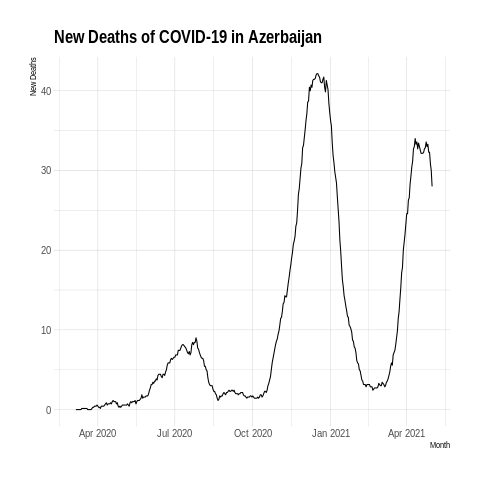 New Deaths of COVID-19 in Azerbaijan
New Deaths
40
30
20
10
0
Apr 2020 Jul 2020 Oct 2020 Jan 2021 Apr 2021
Month